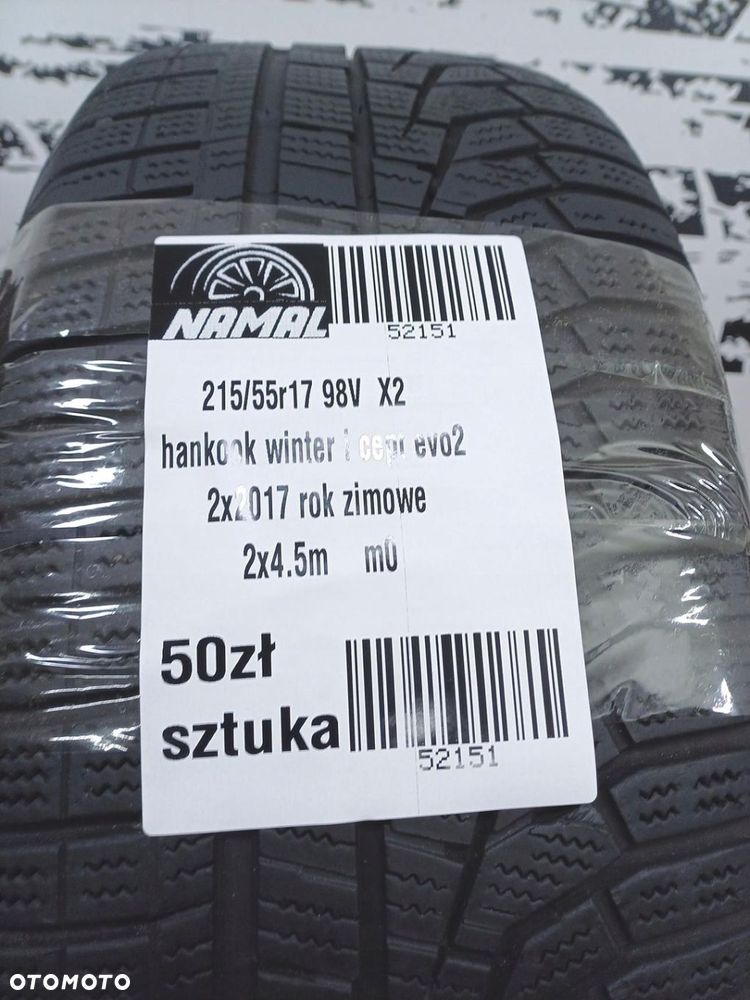 NAMAL
52151
215/55r17 98V X2
hankook winter i cept evo2
2x2017 rok zimowe
2x4.5m m0
50zł
sztuka
52151
OTOMOTO